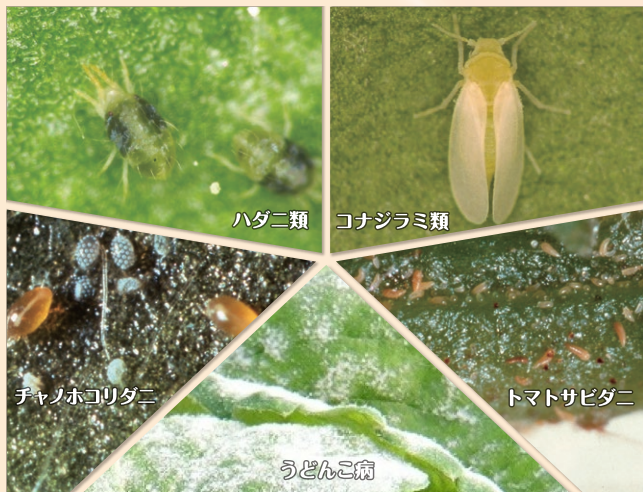 ハダニ類
コナジラミ類
チャノホコリダニ
トマトサビダニ
うどんこ病